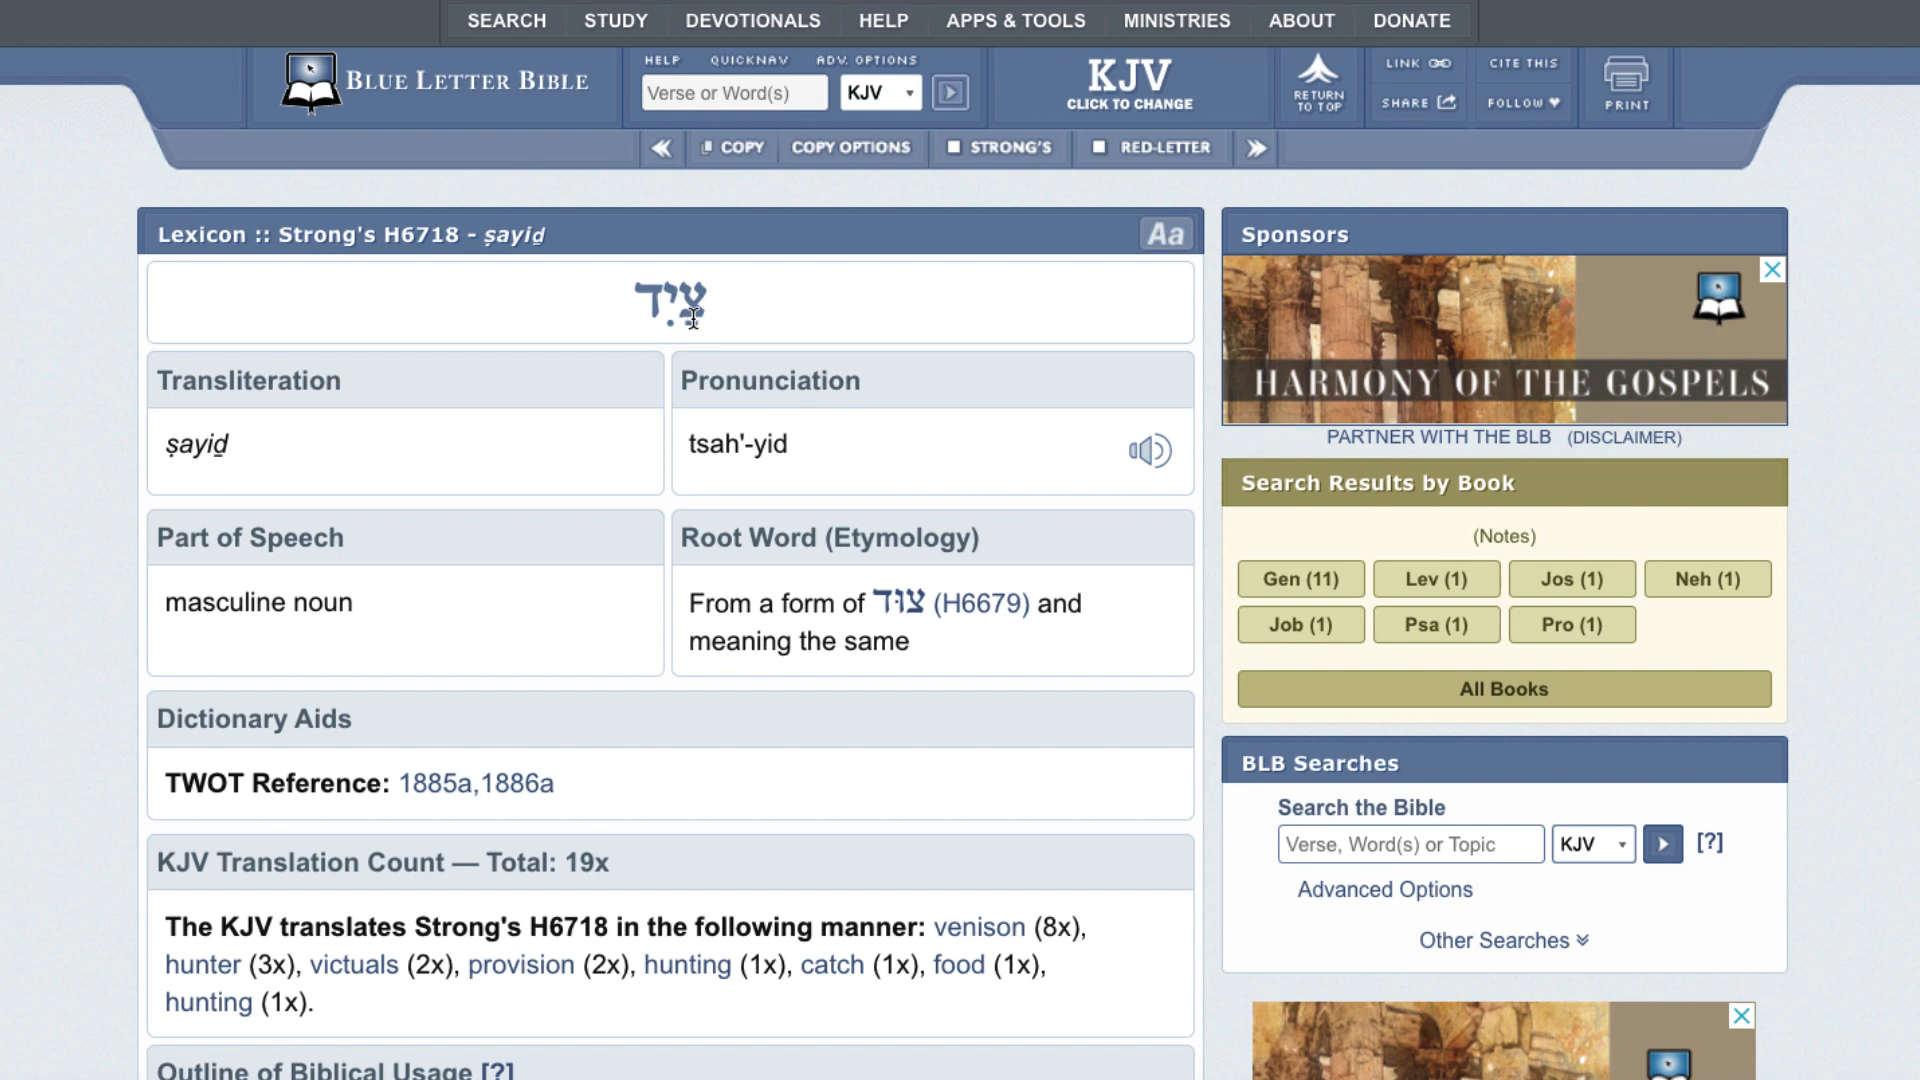 SEARCH STUDY DEVOTIONALS HELP APPS & TOOLS MINISTRIES ABOUT DONATE
BLUE LETTER BIBLE
HELP QUICKNAV ADV. OPTIONS
Verse or Word(s) KJV
KJV
CLICK TO CHANGE
RETURN
TO TOP
LINK CITE THIS
SHARE FOLLOW
PRINT
COPY COPY OPTIONS STRONG'S RED-LETTER
Lexicon :: Strong's H6718 - ṣayiḏ
Aa
צַיִד
Transliteration
ṣayiḏ
Pronunciation
tsah'-yid
Part of Speech
masculine noun
Root Word (Etymology)
From a form of צוּד (H6679) and
meaning the same
Dictionary Aids
TWOT Reference: 1885a,1886a
KJV Translation Count — Total: 19x
The KJV translates Strong's H6718 in the following manner: venison (8x),
hunter (3x), victuals (2x), provision (2x), hunting (1x), catch (1x), food (1x),
hunting (1x).
Outline of Biblical Usage [?]
Sponsors
HARMONY OF THE GOSPELS
PARTNER WITH THE BLB (DISCLAIMER)
Search Results by Book
(Notes)
Gen (11) Lev (1) Jos (1) Neh (1)
Job (1) Psa (1) Pro (1)
All Books
BLB Searches
Search the Bible
Verse, Word(s) or Topic KJV [?]
Advanced Options
Other Searches